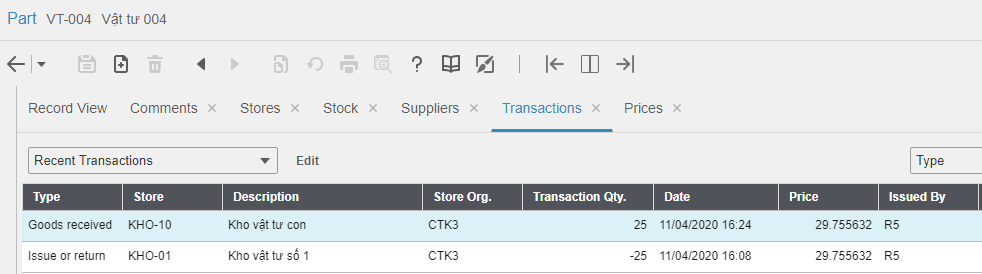 Part VT-004 Vật tư 004
Record View Comments Stores Stock Suppliers Transactions Prices
Recent Transactions Edit Type
Type Store Description Store Org. Transaction Qty. Date Price Issued By
Goods received KHO-10 Kho vật tư con CTK3 25 11/04/2020 16:24 29.755632 R5
Issue or return KHO-01 Kho vật tư số 1 CTK3 -25 11/04/2020 16:08 29.755632 R5